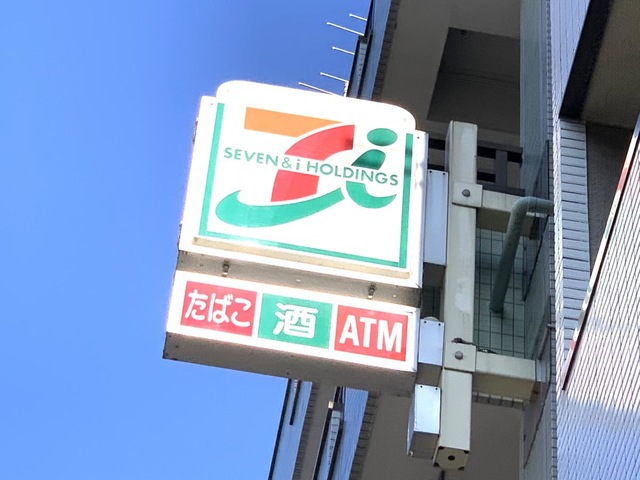 SEVEN & i HOLDINGS
たばこ 酒 ATM